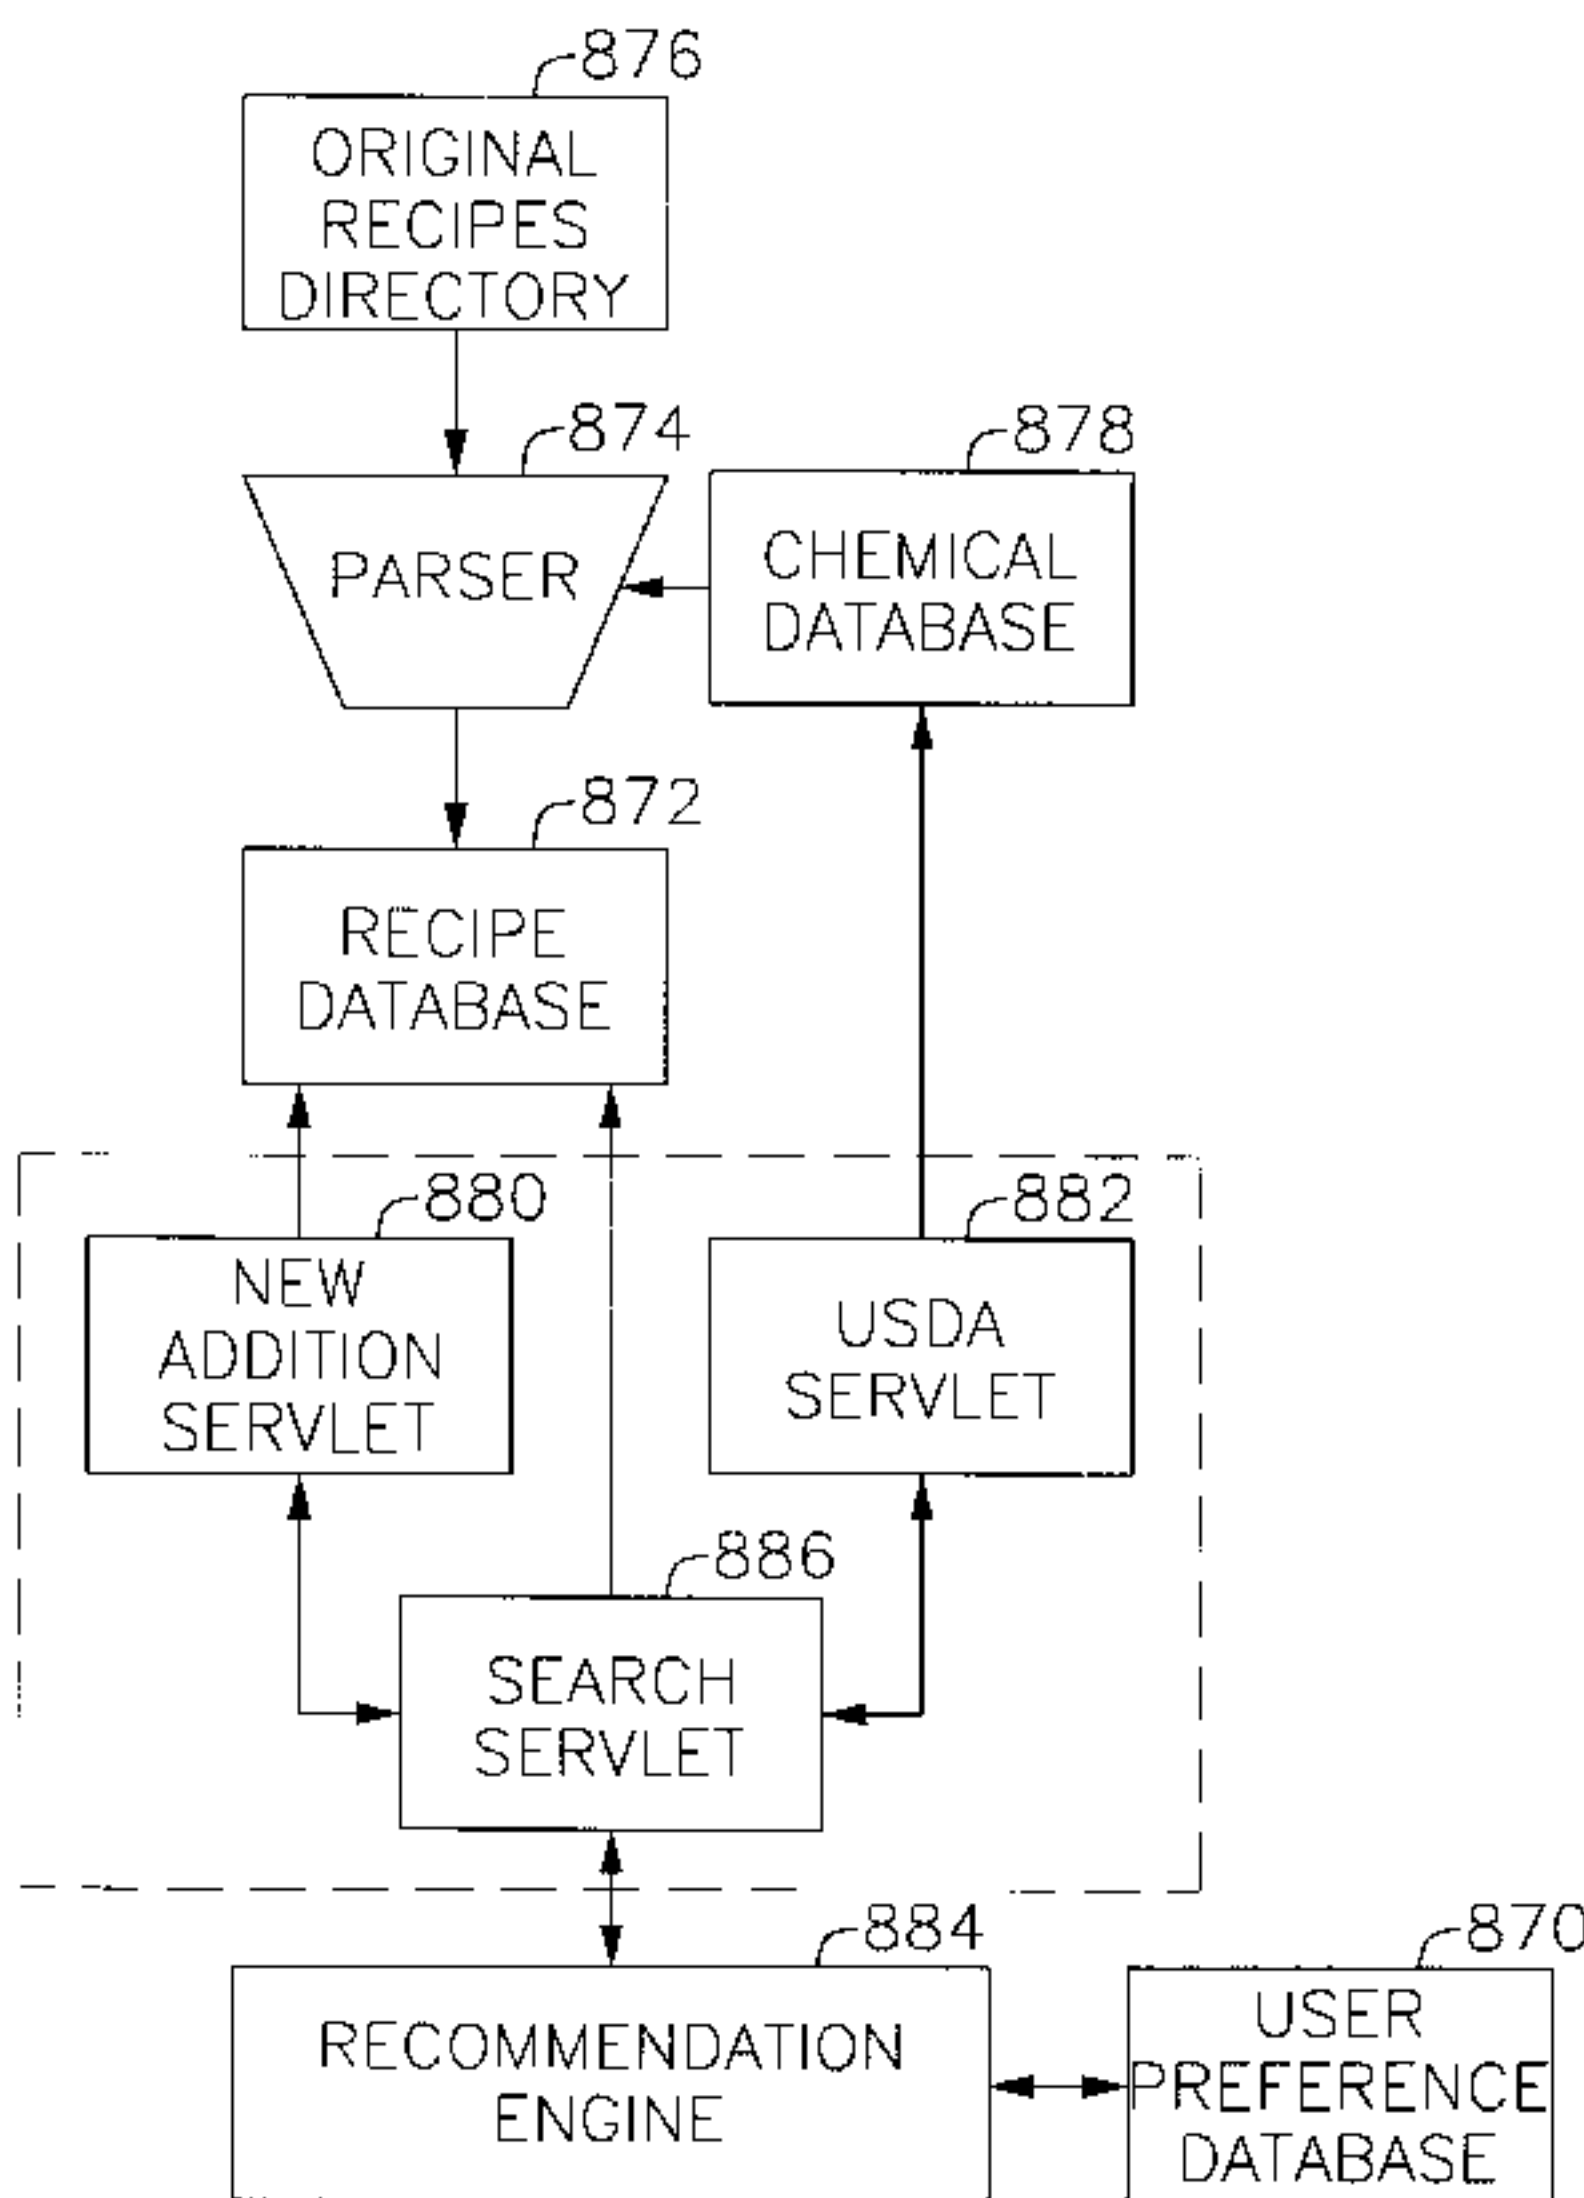 876
ORIGINAL
RECIPES
DIRECTORY
874
PARSER
878
CHEMICAL
DATABASE
872
RECIPE
DATABASE
880
NEW
ADDITION
SERVLET
882
USDA
SERVLET
886
SEARCH
SERVLET
884
RECOMMENDATION
ENGINE
870
USER
PREFERENCE
DATABASE